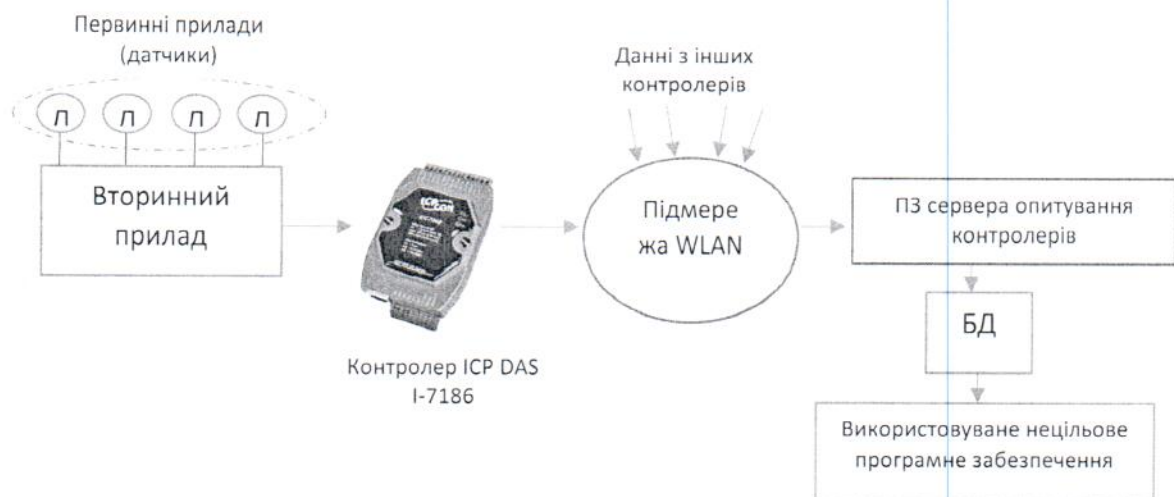 Первинні прилади
(датчики)
Л Л Л Л
Вторинний
прилад
Контролер ICP DAS
I-7186
Данні з інших
контролерів
Підмере
жа WLAN
ПЗ сервера опитування
контролерів
БД
Використовуване нецільове
програмне забезпечення